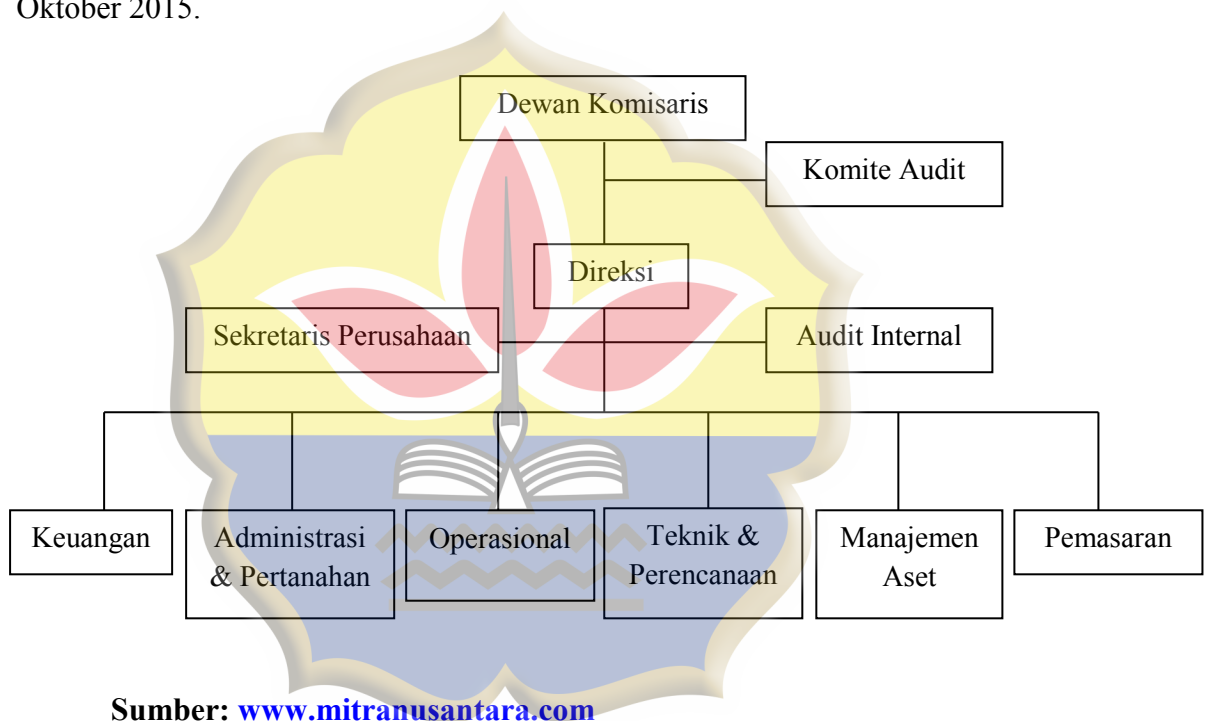 Oktober 2015.
Dewan Komisaris
Komite Audit
Direksi
Sekretaris Perusahaan
Audit Internal
Keuangan
Administrasi
& Pertanahan
Operasional
Teknik &
Perencanaan
Manajemen
Aset
Pemasaran
Sumber: www.mitranusantara.com